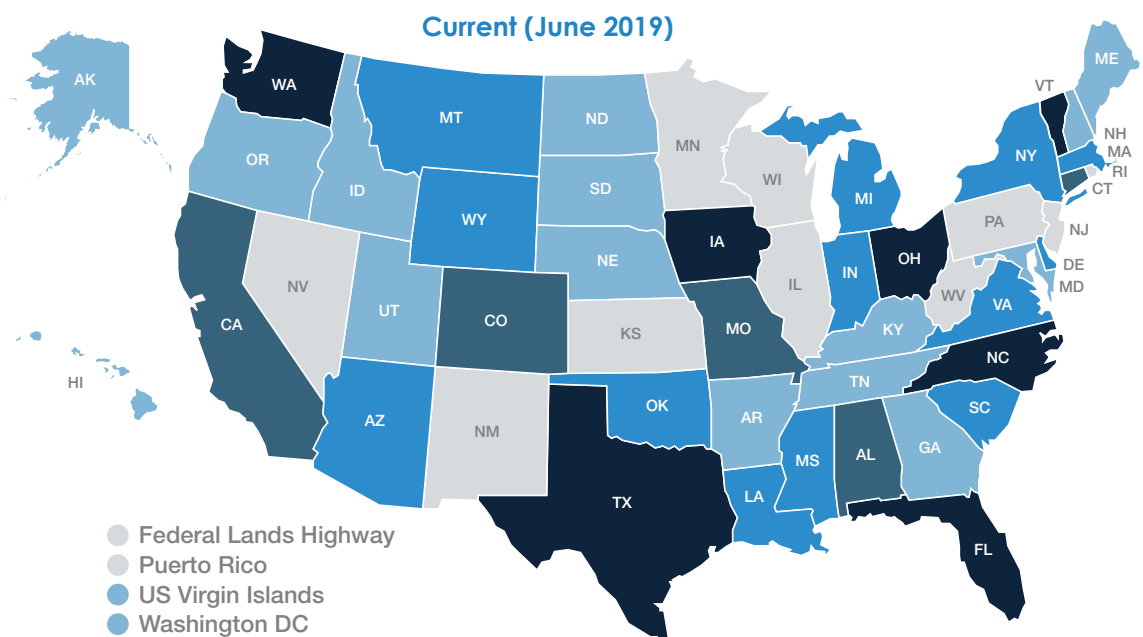 Current (June 2019)
AK
WA
MT
ND
MN
VT
ME
OR
ID
SD
WI
MI
NY
NH
MA
RI
CT
WY
IA
PA
NJ
NV
UT
NE
IL
IN
OH
DE
MD
WV
VA
CA
CO
KS
MO
KY
NC
HI
AZ
NM
OK
AR
TN
SC
MS
AL
GA
TX
LA
FL
Federal Lands Highway
Puerto Rico
US Virgin Islands
Washington DC